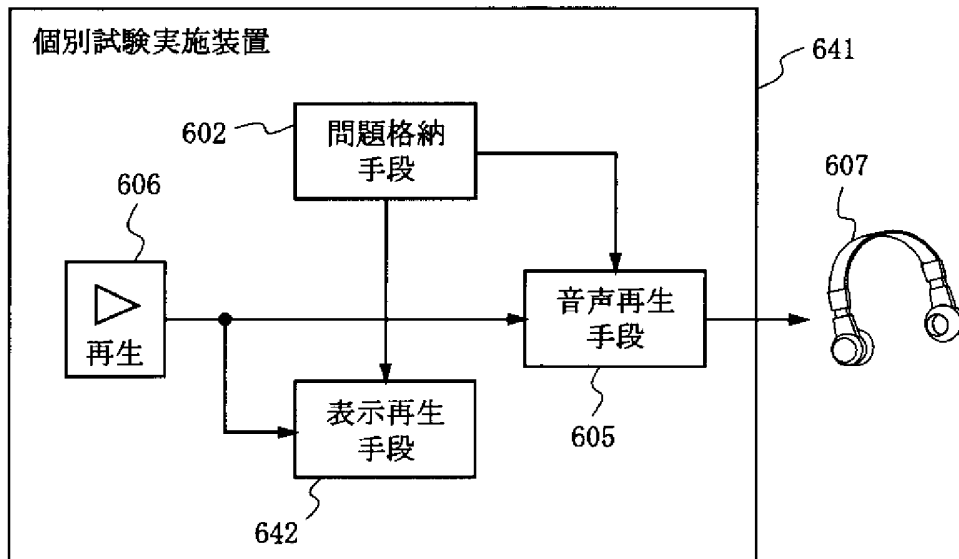 個別試験実施装置
641
602
問題格納
手段
606
607
再生
音声再生
手段
605
表示再生
手段
642